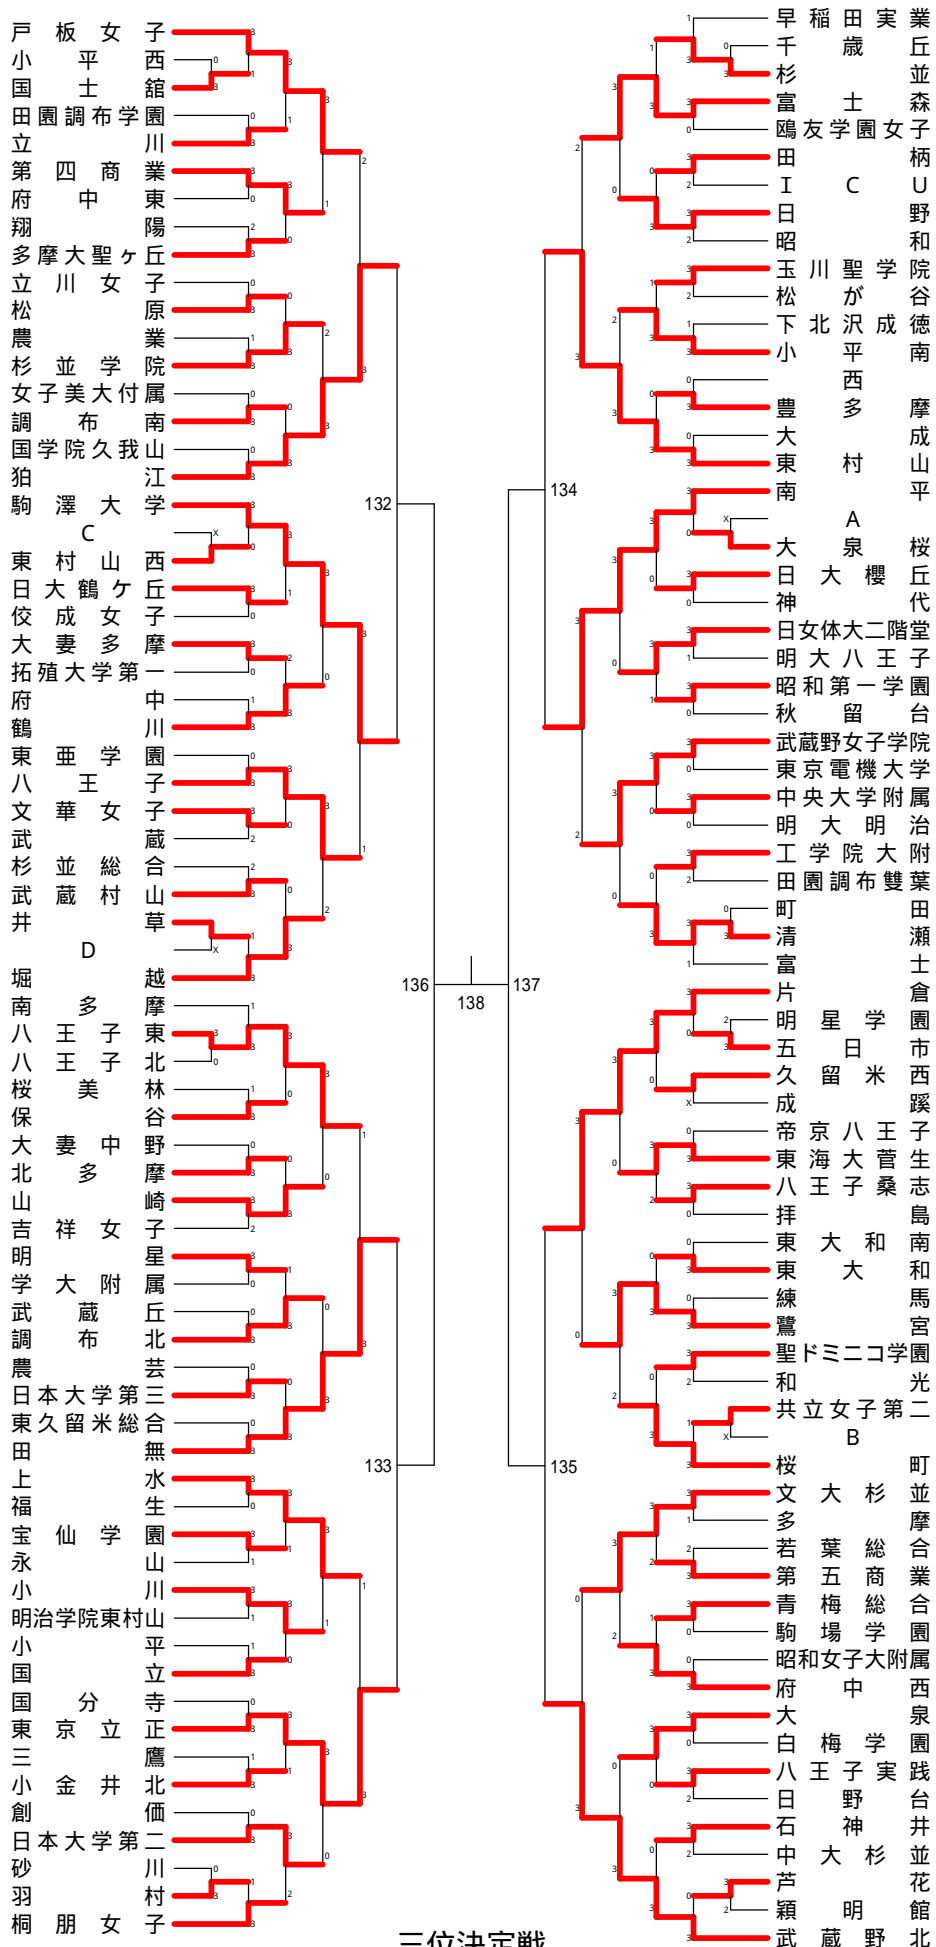 戸板女子
小平西
国士舘
田園調布学園
立川
第四商業
府中東
翔陽
多摩大聖ヶ丘
立川女子
松原
農業
杉並学院
女子美大付属
調布南
国学院久我山
狛江
駒澤大学
C
東村山西
日大鶴ケ丘
佼成女子
大妻多摩
拓殖大学第一
府中
鶴川
東亜学園
八王子
文華女子
武蔵
杉並総合
武蔵村山
井草
D
堀越
南多摩
八王子東
八王子北
桜美林
保谷
大妻中野
北多摩
山崎
吉祥女子
明星
学大附属
武蔵丘
調布北
農芸
日本大学第三
東久留米総合
田無
上水
福生
宝仙学園
永山
小川
明治学院東村山
小平
国立
国分寺
東京立正
三鷹
小金井北
創価
日本大学第二
砂川
羽村
桐朋女子
132
133
136
138
137
134
135
早稲田実業
千歳丘
杉並
富士森
鴎友学園女子
田柄
ICU
日野
昭和
玉川聖学院
松が谷
下北沢成徳
小平南
西
豊多摩
大成
東村山
南平
A
大泉桜
日大櫻丘
神代
日女体大二階堂
明大八王子
昭和第一学園
秋留台
武蔵野女子学院
東京電機大学
中央大学附属
明大明治
工学院大附
田園調布雙葉
町田
清瀬
富士
片倉
明星学園
五日市
久留米西
成蹊
帝京八王子
東海大菅生
八王子桑志
拝島
東大和南
東大和
練馬
鷺宮
聖ドミニコ学園
和光
共立女子第二
B
桜町
文大杉並
多摩
若葉総合
第五商業
青梅総合
駒場学園
昭和女子大附属
府中西
大泉
白梅学園
八王子実践
日野台
石神井
中大杉並
芦花
穎明館
武蔵野北
三位決定戦